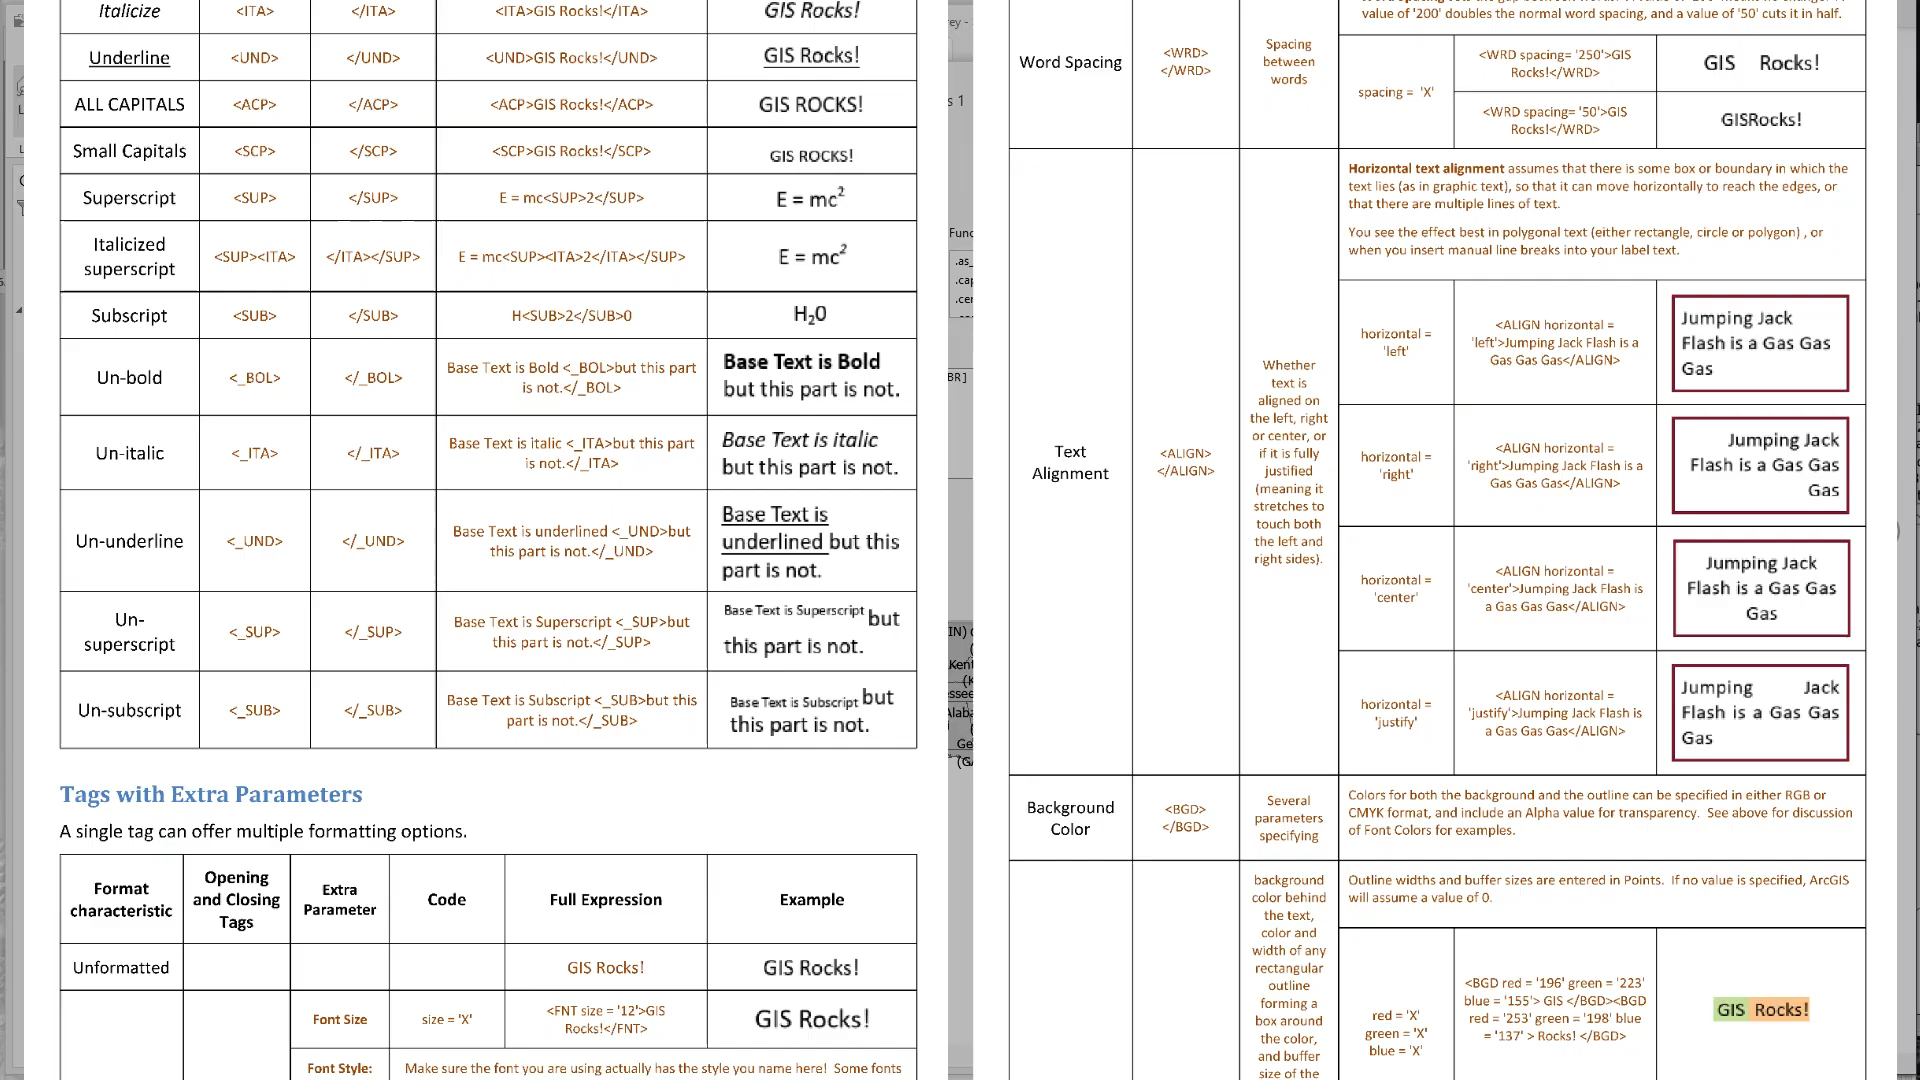 Italicize <ITA> </ITA> <ITA>GIS Rocks!</ITA> GIS Rocks!
Underline <UND> </UND> <UND>GIS Rocks!</UND> GIS Rocks!
ALL CAPITALS <ACP> </ACP> <ACP>GIS Rocks!</ACP> GIS ROCKS!
Small Capitals <SCP> </SCP> <SCP>GIS Rocks!</SCP> GIS ROCKS!
Superscript <SUP> </SUP> E = mc<SUP>2</SUP> E = mc2
Italicized
superscript
<SUP><ITA> </ITA></SUP> E = mc<SUP><ITA>2</ITA></SUP> E = mc2
Subscript <SUB> </SUB> H<SUB>2</SUB>0 H20
Un-bold <_BOL> </_BOL>
Base Text is Bold <_BOL>but this part
is not.</_BOL>
Base Text is Bold
but this part is not.
Un-italic <_ITA> </_ITA>
Base Text is italic <_ITA>but this part
is not.</_ITA>
Base Text is italic
but this part is not.
Un-underline <_UND> </_UND>
Base Text is underlined <_UND>but
this part is not.</_UND>
Base Text is
underlined but this
part is not.
Un-
superscript
<_SUP> </_SUP>
Base Text is Superscript <_SUP>but
this part is not.</_SUP>
Base Text is Superscript but
this part is not.
Un-subscript <_SUB> </_SUB>
Base Text is Subscript <_SUB>but this
part is not.</_SUB>
Base Text is Subscript but
this part is not.
Tags with Extra Parameters
A single tag can offer multiple formatting options.
Format
characteristic
Opening
and Closing
Tags
Extra
Parameter
Code
Full Expression
Example
Unformatted GIS Rocks! GIS Rocks!
Font Size size = 'X'
<FNT size = '12'>GIS
Rocks!</FNT>
GIS Rocks!
Font Style: Make sure the font you are using actually has the style you name here! Some fonts
s 1
Func
.as_
.cap
.cer
BR]
IN) (
(
Kent
(K
ssee
Alaba
(
Ge
(GA
value of '200' doubles the normal word spacing, and a value of '50' cuts it in half.
Word Spacing
<WRD>
</WRD>
Spacing
between
words
spacing = 'X'
<WRD spacing= '250'>GIS
Rocks!</WRD>
GIS Rocks!
<WRD spacing= '50'>GIS
Rocks!</WRD>
GISRocks!
Text
Alignment
<ALIGN>
</ALIGN>
Whether
text is
aligned on
the left, right
or center, or
if it is fully
justified
(meaning it
stretches to
touch both
the left and
right sides).
Horizontal text alignment assumes that there is some box or boundary in which the
text lies (as in graphic text), so that it can move horizontally to reach the edges, or
that there are multiple lines of text.
You see the effect best in polygonal text (either rectangle, circle or polygon) , or
when you insert manual line breaks into your label text.
horizontal =
'left'
<ALIGN horizontal =
'left'>Jumping Jack Flash is a
Gas Gas Gas</ALIGN>
Jumping Jack
Flash is a Gas Gas
Gas
horizontal =
'right'
<ALIGN horizontal =
'right'>Jumping Jack Flash is a
Gas Gas Gas</ALIGN>
Jumping Jack
Flash is a Gas Gas
Gas
horizontal =
'center'
<ALIGN horizontal =
'center'>Jumping Jack Flash is
a Gas Gas Gas</ALIGN>
Jumping Jack
Flash is a Gas Gas
Gas
horizontal =
'justify'
<ALIGN horizontal =
'justify'>Jumping Jack Flash is
a Gas Gas Gas</ALIGN>
Jumping Jack
Flash is a Gas Gas
Gas
Background
Color
<BGD>
</BGD>
Several
parameters
specifying
Colors for both the background and the outline can be specified in either RGB or
CMYK format, and include an Alpha value for transparency. See above for discussion
of Font Colors for examples.
background
color behind
the text,
color and
width of any
rectangular
outline
forming a
box around
the color,
and buffer
size of the
Outline widths and buffer sizes are entered in Points. If no value is specified, ArcGIS
will assume a value of 0.
red = 'X'
green = 'X'
blue = 'X'
<BGD red = '196' green = '223'
blue = '155'> GIS </BGD><BGD
red = '253' green = '198' blue
= '137' > Rocks! </BGD>
GIS Rocks!